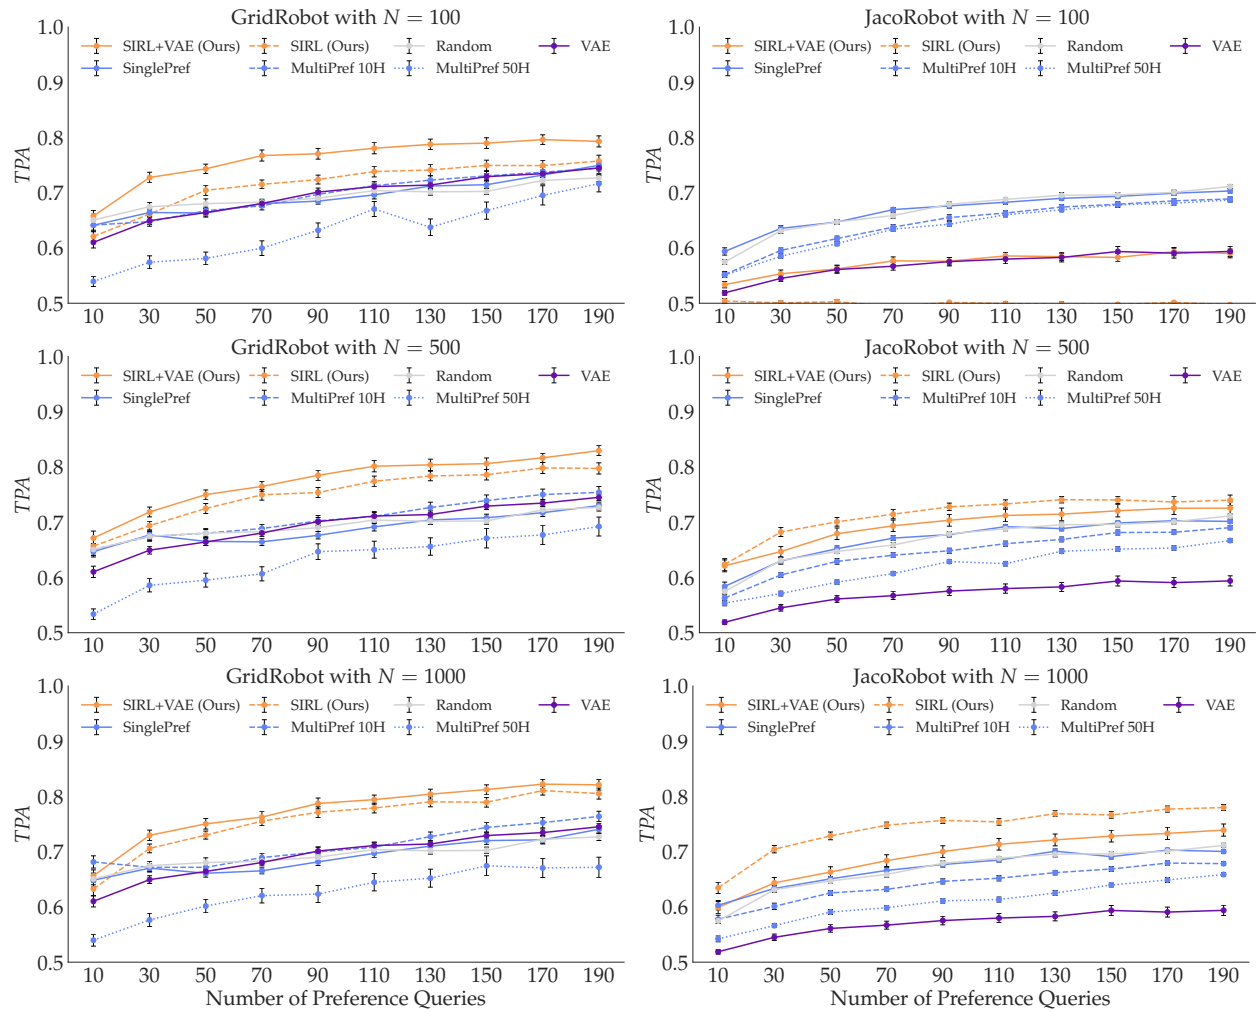 GridRobot with N = 100
SIRL+VAE (Ours) SIRL (Ours) Random VAE
SinglePref MultiPref 10H MultiPref 50H
TPA
1.0
0.9
0.8
0.7
0.6
0.5
10 30 50 70 90 110 130 150 170 190
JacoRobot with N = 100
SIRL+VAE (Ours) SIRL (Ours) Random VAE
SinglePref MultiPref 10H MultiPref 50H
TPA
1.0
0.9
0.8
0.7
0.6
0.5
10 30 50 70 90 110 130 150 170 190
GridRobot with N = 500
SIRL+VAE (Ours) SIRL (Ours) Random VAE
SinglePref MultiPref 10H MultiPref 50H
TPA
1.0
0.9
0.8
0.7
0.6
0.5
10 30 50 70 90 110 130 150 170 190
JacoRobot with N = 500
SIRL+VAE (Ours) SIRL (Ours) Random VAE
SinglePref MultiPref 10H MultiPref 50H
TPA
1.0
0.9
0.8
0.7
0.6
0.5
10 30 50 70 90 110 130 150 170 190
GridRobot with N = 1000
SIRL+VAE (Ours) SIRL (Ours) Random VAE
SinglePref MultiPref 10H MultiPref 50H
TPA
1.0
0.9
0.8
0.7
0.6
0.5
10 30 50 70 90 110 130 150 170 190
Number of Preference Queries
JacoRobot with N = 1000
SIRL+VAE (Ours) SIRL (Ours) Random VAE
SinglePref MultiPref 10H MultiPref 50H
TPA
1.0
0.9
0.8
0.7
0.6
0.5
10 30 50 70 90 110 130 150 170 190
Number of Preference Queries